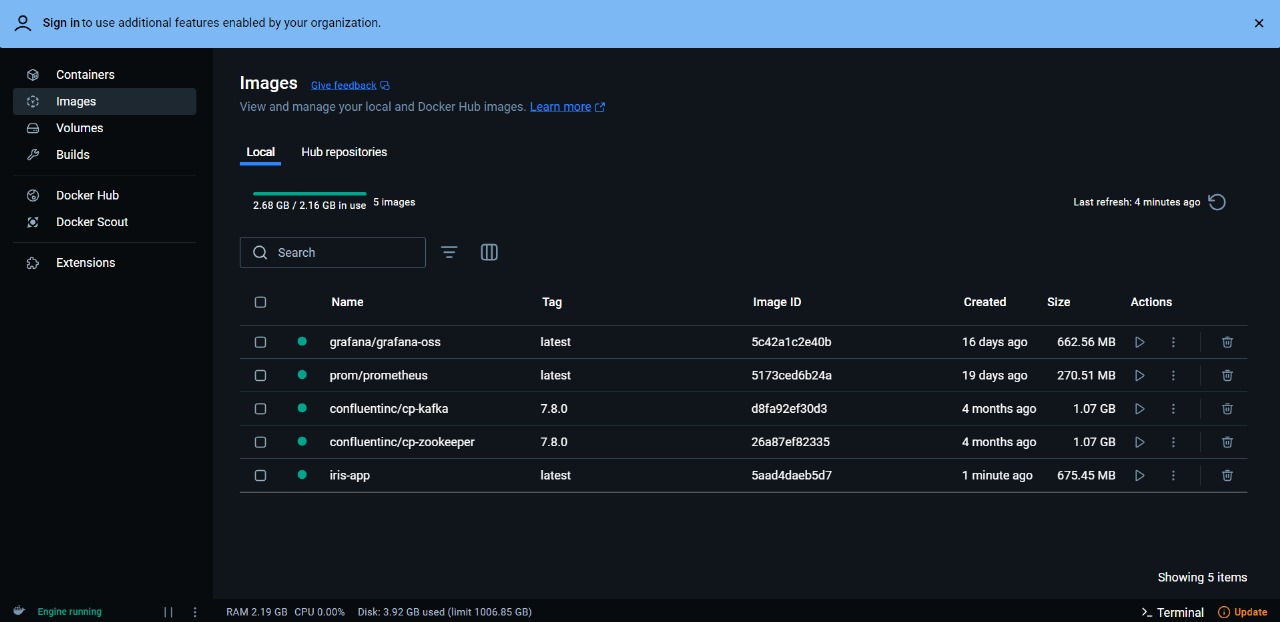 Sign in to use additional features enabled by your organization.
Containers
Images
Volumes
Builds
Docker Hub
Docker Scout
Extensions
Images Give feedback
View and manage your local and Docker Hub images. Learn more
Local Hub repositories
2.68 GB / 2.16 GB in use 5 images Last refresh: 4 minutes ago
Search
Name Tag Image ID Created Size Actions
grafana/grafana-oss latest 5c42a1c2e40b 16 days ago 662.56 MB
prom/prometheus latest 5173ced6b24a 19 days ago 270.51 MB
confluentinc/cp-kafka 7.8.0 d8fa92ef30d3 4 months ago 1.07 GB
confluentinc/cp-zookeeper 7.8.0 26a87ef82335 4 months ago 1.07 GB
iris-app latest 5aad4daeb5d7 1 minute ago 675.45 MB
Showing 5 items
Engine running RAM 2.19 GB CPU 0.00% Disk: 3.92 GB used (limit 1006.85 GB) Terminal Update